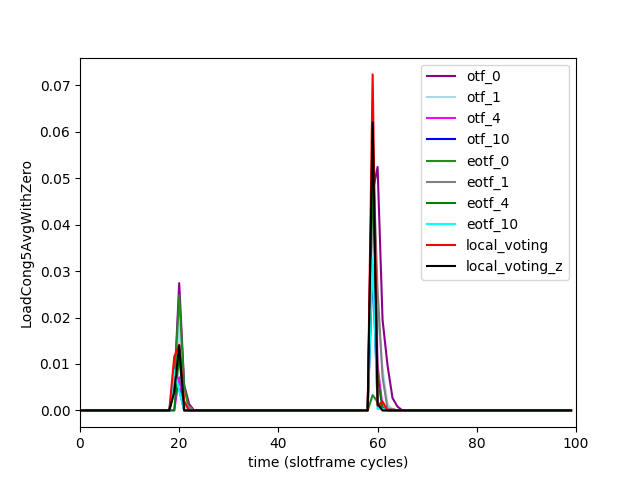 LoadCong5AvgWithZero
0.07
0.06
0.05
0.04
0.03
0.02
0.01
0.00
0 20 40 60 80 100
time (slotframe cycles)
otf_0
otf_1
otf_4
otf_10
eotf_0
eotf_1
eotf_4
eotf_10
local_voting
local_voting_z